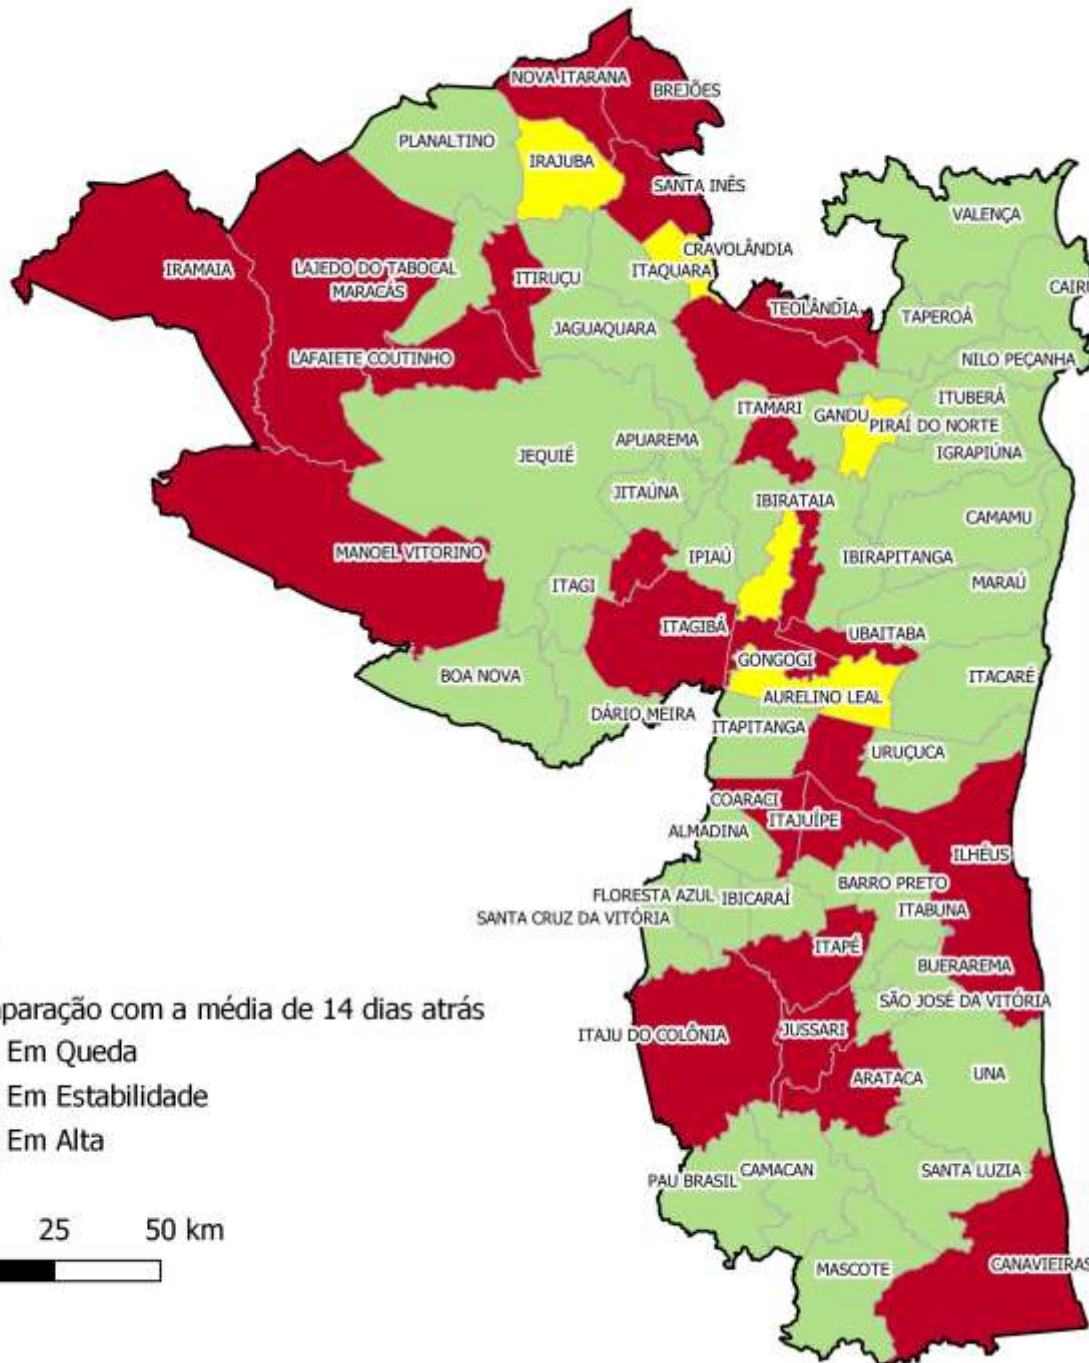 NOVA ITARANA
BREJÕES
PLANALTINO
IRAJUBA
SANTA INÊS
VALENÇA
CRAVOLÂNDIA
IRAMAIA
LAJEDO DO TABOCAL
ITIRUÇU
ITAQUARA
CAIRU
MARACÁS
TEOLÂNDIA
TAPEROÁ
JAGUAQUARA
LAFAIETE COUTINHO
NILO PEÇANHA
ITUBERÁ
ITAMARI
GANDU
PIRAÍ DO NORTE
APUAREMA
JEQUIÉ
IGRAPIÚNA
JITAÚNA
IBIRATAIA
CAMAMU
MANOEL VITORINO
IPIAÚ
IBIRAPITANGA
ITAGI
MARAÚ
ITAGIBÁ
UBAITABA
GONGOGI
BOA NOVA
ITACARÉ
AURELINO LEAL
DÁRIO MEIRA
ITAPITANGA
URUÇUCA
COARACI
ITAJUÍPE
ALMADINA
ILHÉUS
BARRO PRETO
FLORESTA AZUL
IBICARAÍ
ITABUNA
SANTA CRUZ DA VITÓRIA
ITAPÉ
BUERAREMA
SÃO JOSÉ DA VITÓRIA
paração com a média de 14 dias atrás
ITAJU DO COLÔNIA
JUSSARI
Em Queda
UNA
ARATACA
Em Estabilidade
Em Alta
CAMACAN
SANTA LUZIA
PAU BRASIL
25 50 km
MASCOTE
CANAVIEIRAS